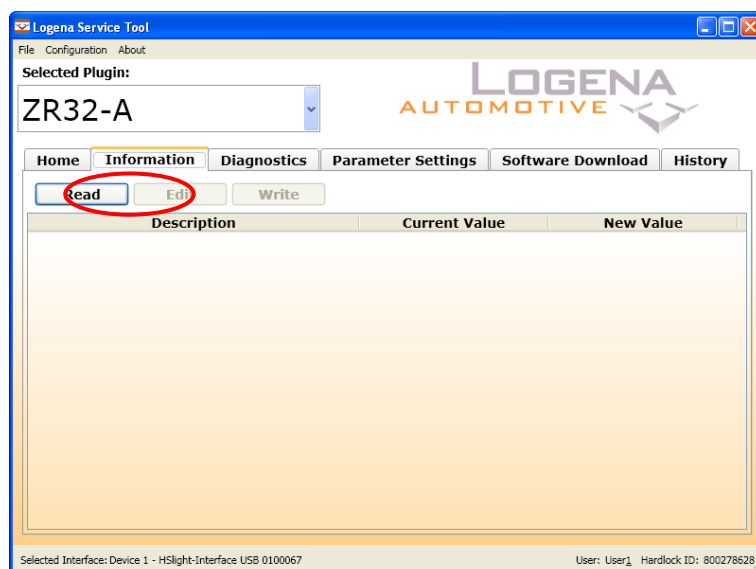 Logena Service Tool
File Configuration About
Selected Plugin:
LOGENA
AUTOMOTIVE
ZR32-A
Home Information Diagnostics Parameter Settings Software Download History
Read Edit Write
Description Current Value New Value
Selected Interface: Device 1 - HSlight-Interface USB 0100067 User: User1 Hardlock ID: 800278628